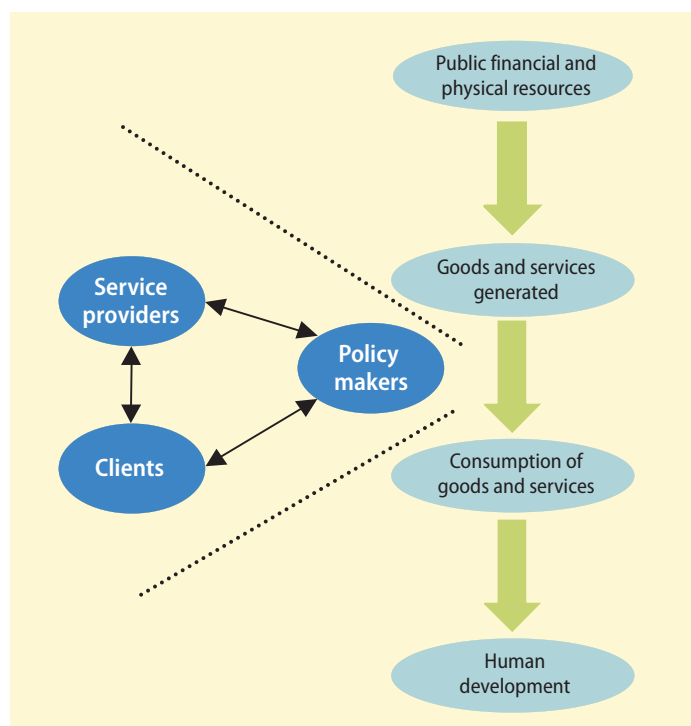 Public financial and
physical resources
Goods and services
generated
Service
providers
Policy
makers
Clients
Consumption of
goods and services
Human
development